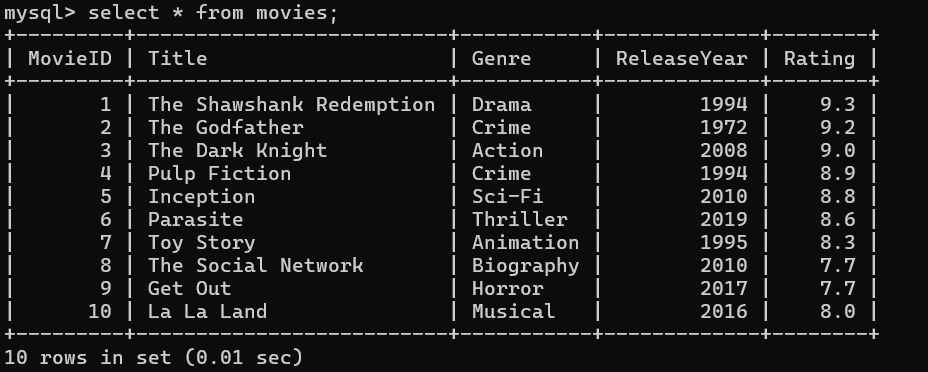 mysql> select * from movies;
+---------+--------------------------+-----------+-------------+--------+
| MovieID | Title                    | Genre     | ReleaseYear | Rating |
+---------+--------------------------+-----------+-------------+--------+
|       1 | The Shawshank Redemption | Drama     |        1994 |    9.3 |
|       2 | The Godfather            | Crime     |        1972 |    9.2 |
|       3 | The Dark Knight          | Action    |        2008 |    9.0 |
|       4 | Pulp Fiction             | Crime     |        1994 |    8.9 |
|       5 | Inception                | Sci-Fi    |        2010 |    8.8 |
|       6 | Parasite                 | Thriller  |        2019 |    8.6 |
|       7 | Toy Story                | Animation |        1995 |    8.3 |
|       8 | The Social Network       | Biography |        2010 |    7.7 |
|       9 | Get Out                  | Horror    |        2017 |    7.7 |
|      10 | La La Land               | Musical   |        2016 |    8.0 |
+---------+--------------------------+-----------+-------------+--------+
10 rows in set (0.01 sec)